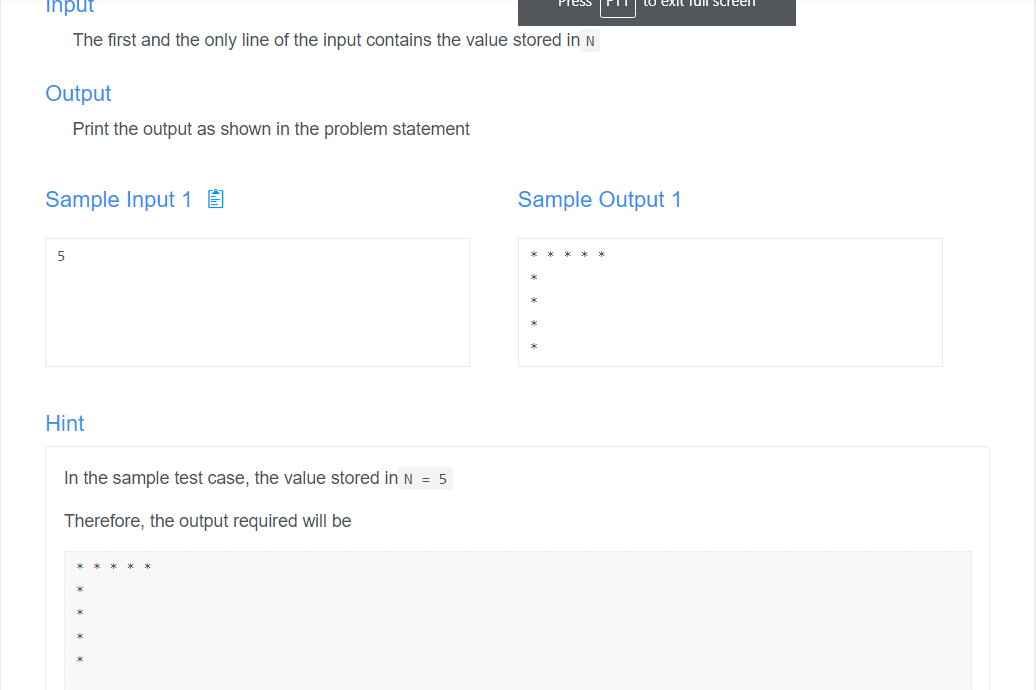 Input
Press F11 to exit full screen
The first and the only line of the input contains the value stored in N
Output
Print the output as shown in the problem statement
Sample Input 1
Sample Output 1
5
* * * * *
*
*
*
*
Hint
In the sample test case, the value stored in N = 5
Therefore, the output required will be
* * * * *
*
*
*
*